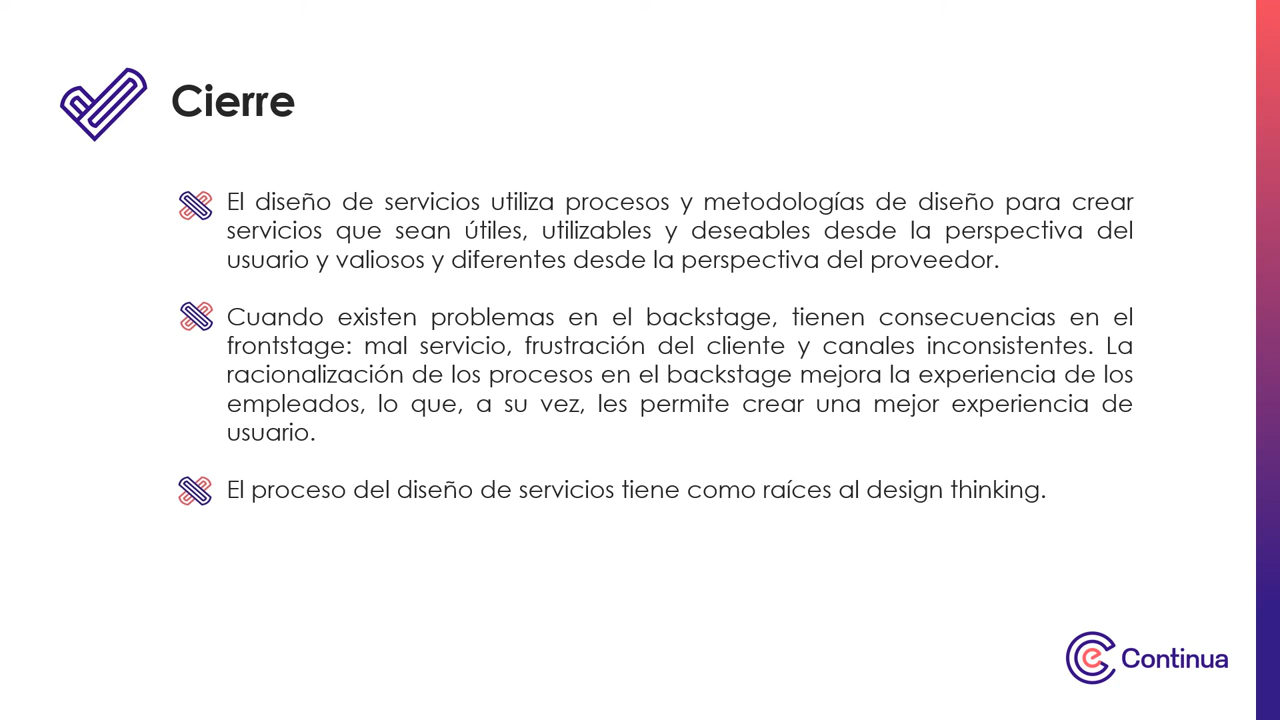 Cierre
El diseño de servicios utiliza procesos y metodologías de diseño para crear
servicios que sean útiles, utilizables y deseables desde la perspectiva del
usuario y valiosos y diferentes desde la perspectiva del proveedor.
Cuando existen problemas en el backstage, tienen consecuencias en el
frontstage: mal servicio, frustración del cliente y canales inconsistentes. La
racionalización de los procesos en el backstage mejora la experiencia de los
empleados, lo que, a su vez, les permite crear una mejor experiencia de
usuario.
El proceso del diseño de servicios tiene como raíces al design thinking.
Continua